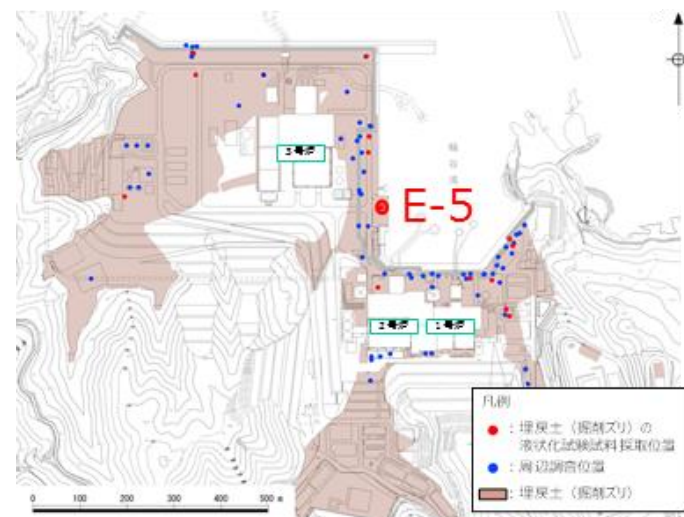 3号炉
E-5
2号炉
1号炉
凡例
：埋戻土（掘削ズリ）の
液状化試験試料採取位置
：周辺調査位置
：埋戻土（掘削ズリ）
0 100 200 300 400 500 m